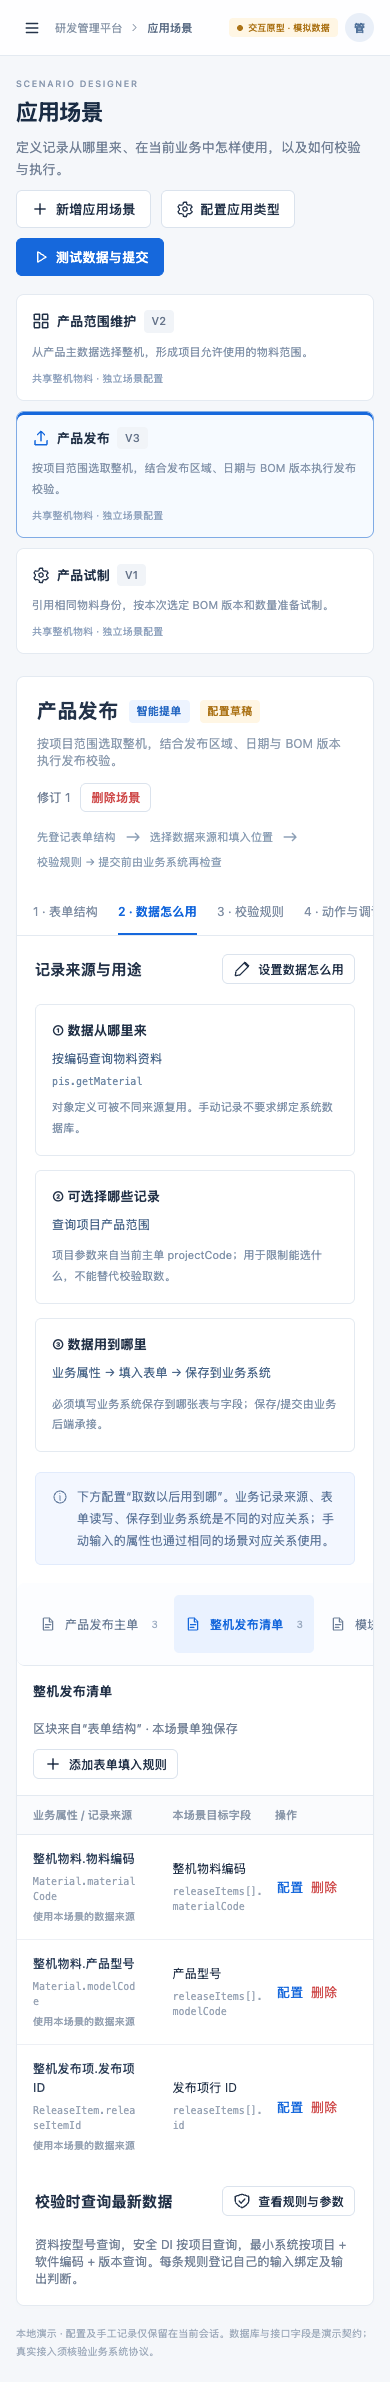 研发管理平台 > 应用场景 交互原型 · 模拟数据 管
SCENARIO DESIGNER
应用场景
定义记录从哪里来、在当前业务中怎样使用，以及如何校验
与执行。
新增应用场景 配置应用类型
测试数据与提交
产品范围维护 V2
从产品主数据选择整机，形成项目允许使用的物料范围。
共享整机物料 · 独立场景配置
产品发布 V3
按项目范围选取整机，结合发布区域、日期与 BOM 版本执行发布
校验。
共享整机物料 · 独立场景配置
产品试制 V1
引用相同物料身份，按本次选定 BOM 版本和数量准备试制。
共享整机物料 · 独立场景配置
产品发布 智能提单 配置草稿
按项目范围选取整机，结合发布区域、日期与 BOM 版本
执行发布校验。
修订 1 删除场景
先登记表单结构 → 选择数据来源和填入位置 →
校验规则 → 提交前由业务系统再检查
1 · 表单结构 2 · 数据怎么用 3 · 校验规则 4 · 动作与调
记录来源与用途 设置数据怎么用
① 数据从哪里来
按编码查询物料资料
pis.getMaterial
对象定义可被不同来源复用。手动记录不要求绑定系统数
据库。
② 可选择哪些记录
查询项目产品范围
项目参数来自当前主单 projectCode；用于限制能选什
么，不能替代校验取数。
③ 数据用到哪里
业务属性 → 填入表单 → 保存到业务系统
必须填写业务系统保存到哪张表与字段；保存/提交由业务
后端承接。
下方配置“取数以后用到哪”。业务记录来源、表
单读写、保存到业务系统是不同的对应关系；手
动输入的属性也通过相同的场景对应关系使用。
产品发布主单 3 整机发布清单 3 模块
整机发布清单
区块来自“表单结构” · 本场景单独保存
添加表单填入规则
业务属性 / 记录来源 本场景目标字段 操作
整机物料.物料编码
Material.material
Code
使用本场景的数据来源
整机物料编码
releaseItems[].
materialCode
配置 删除
整机物料.产品型号
Material.modelCod
e
使用本场景的数据来源
产品型号
releaseItems[].
modelCode
配置 删除
整机发布项.发布项
ID
ReleaseItem.relea
seItemId
使用本场景的数据来源
发布项行 ID
releaseItems[].
id
配置 删除
校验时查询最新数据 查看规则与参数
资料按型号查询，安全 DI 按项目查询，最小系统按项目 +
软件编码 + 版本查询。每条规则登记自己的输入绑定及输
出判断。
本地演示 · 配置及手工记录仅保留在当前会话。数据库与接口字段是演示契约；
真实接入须核验业务系统协议。